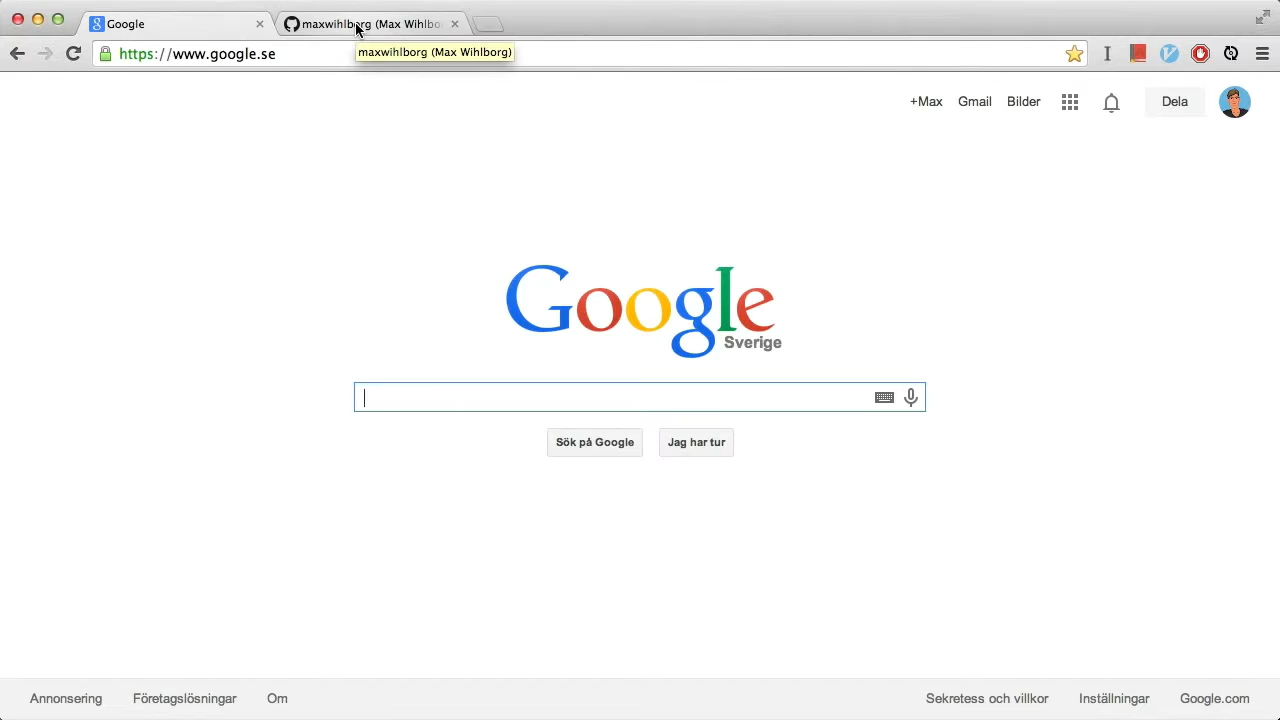 Google
maxwihlborg (Max Wihlbo
https://www.google.se
maxwihlborg (Max Wihlborg)
+Max Gmail Bilder Dela
Google
Sverige
Sök på Google Jag har tur
Annonsering Företagslösningar Om Sekretess och villkor Inställningar Google.com